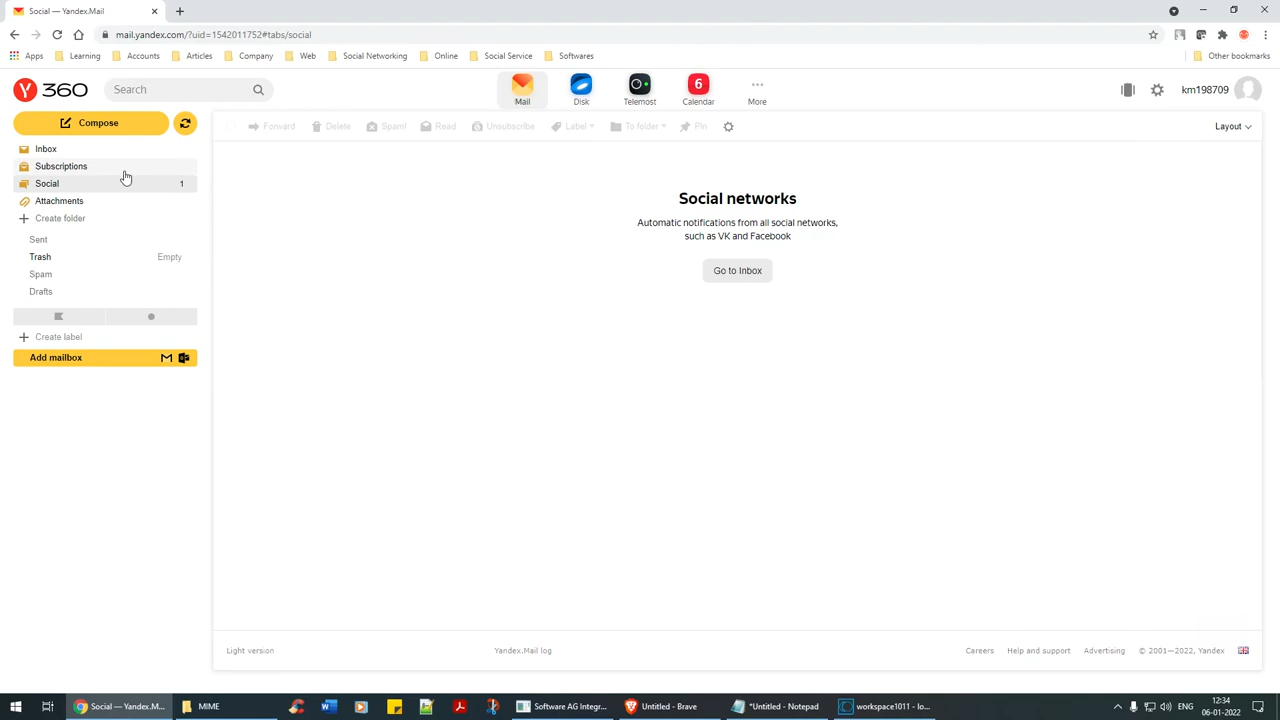 Social — Yandex.Mail
mail.yandex.com/?uid=1542011752#tabs/social
Apps Learning Accounts Articles Company Web Social Networking Online Social Service Softwares Other bookmarks
Y 360 Search Mail Disk 6 Telemost Calendar More km198709
Compose
Forward Delete Spam! Read Unsubscribe Label To folder Pin Layout
Inbox
Subscriptions
Social 1
Attachments
Create folder
Sent
Trash Empty
Spam
Drafts
Create label
Add mailbox
Social networks
Automatic notifications from all social networks,
such as VK and Facebook
Go to Inbox
Light version Yandex.Mail log Careers Help and support Advertising © 2001—2022, Yandex
Social — Yandex.M... MIME Software AG Integr... Untitled - Brave *Untitled - Notepad workspace1011 - lo... ENG 12:34
06-01-2022